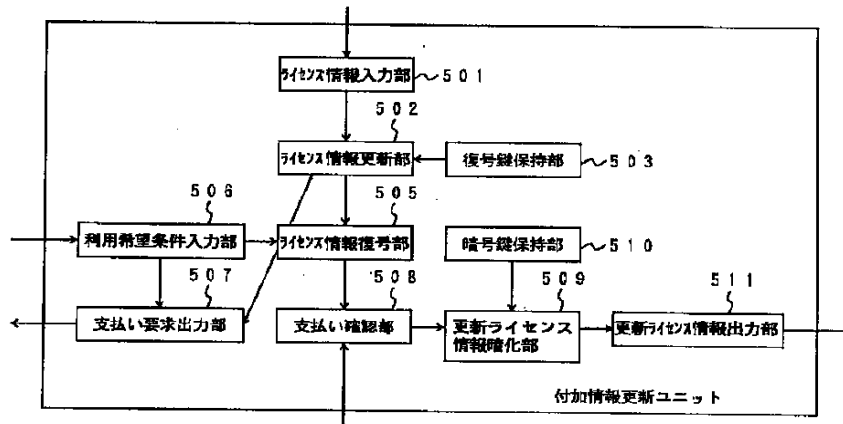 ライセンス情報入力部
501
502
ライセンス情報更新部
復号鍵保持部
503
506
505
利用希望条件入力部
ライセンス情報復号部
暗号鍵保持部
510
507
508
509
511
支払い要求出力部
支払い確認部
更新ライセンス
情報暗化部
更新ライセンス情報出力部
付加情報更新ユニット